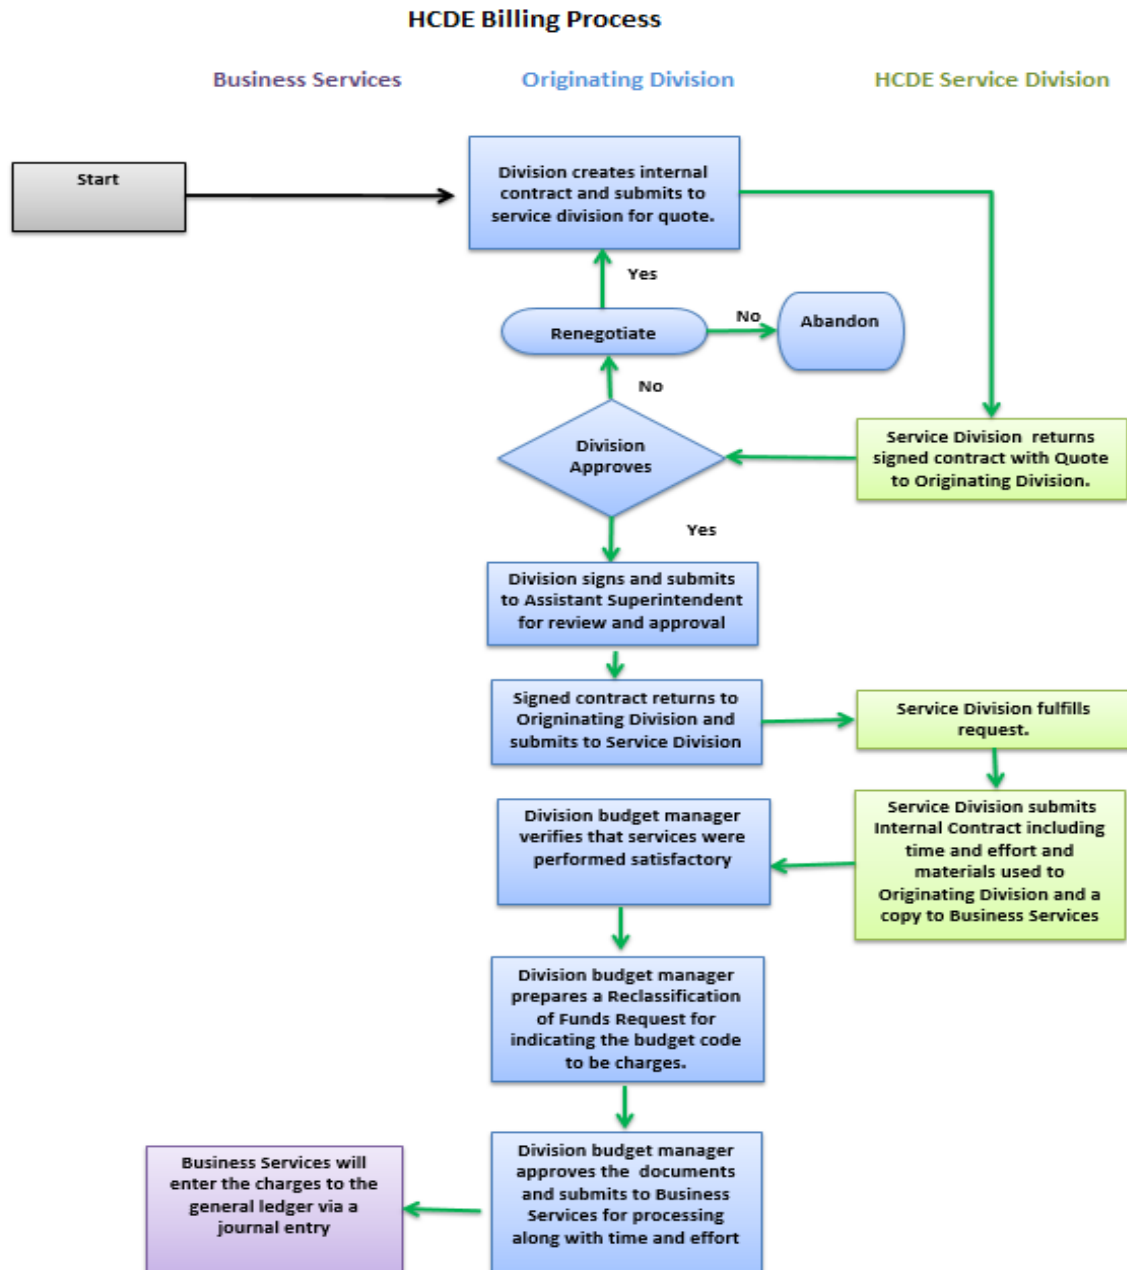 HCDE Billing Process
Business Services
Originating Division
HCDE Service Division
Start
Division creates internal
contract and submits to
service division for quote.
Yes
Renegotiate
No
Abandon
No
Division
Approves
Service Division  returns
signed contract with Quote
to Originating Division.
Yes
Division signs and submits
to Assistant Superintendent
for review and approval
Signed contract returns to
Origninating Division and
submits to Service Division
Service Division fulfills
request.
Service Division submits
Internal Contract including
time and effort and
materials used to
Originating Division and a
copy to Business Services
Division budget manager
verifies that services were
performed satisfactory
Division budget manager
prepares a Reclassification
of Funds Request for
indicating the budget code
to be charges.
Division budget manager
approves the  documents
and submits to Business
Services for processing
along with time and effort
Business Services will
enter the charges to the
general ledger via a
journal entry